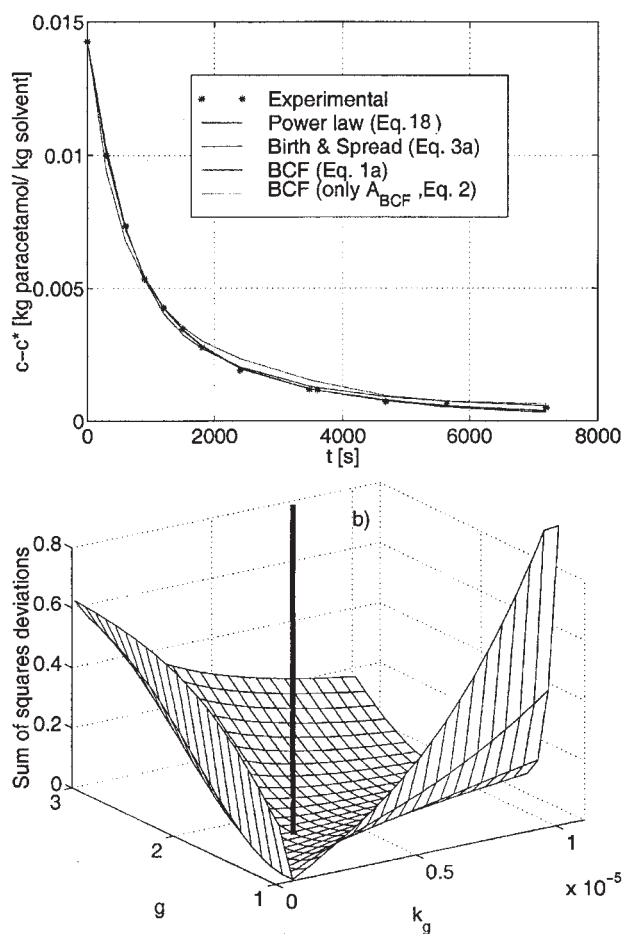 0.015
0.01
0.005
0
c−c* [kg paracetamol/ kg solvent]
Experimental
Power law (Eq. 18)
Birth & Spread (Eq. 3a)
BCF (Eq. 1a)
BCF (only A_BCF ,Eq. 2)
0 2000 4000 6000 8000
t [s]
b)
0.8
0.6
0.4
0.2
0
Sum of squares deviations
3
2
1
g
0
0.5
1
x 10^-5
k_g